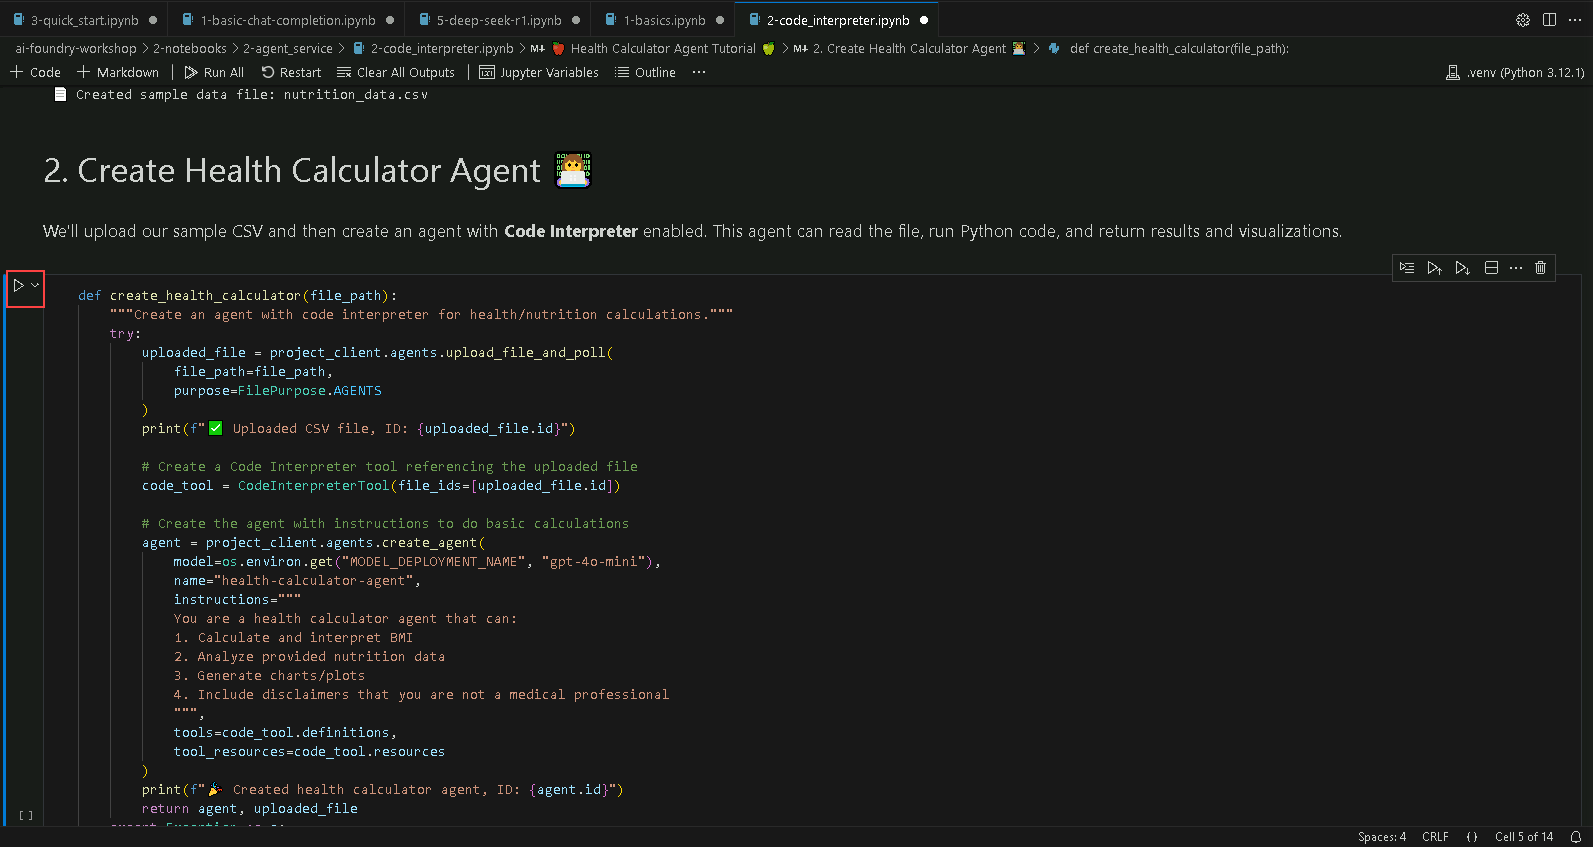 3-quick_start.ipynb 1-basic-chat-completion.ipynb 5-deep-seek-r1.ipynb 1-basics.ipynb 2-code_interpreter.ipynb
ai-foundry-workshop > 2-notebooks > 2-agent_service > 2-code_interpreter.ipynb > M↓ 🍎 Health Calculator Agent Tutorial 🍏 > M↓ 2. Create Health Calculator Agent 👩‍💻 > def create_health_calculator(file_path):
+ Code + Markdown Run All Restart Clear All Outputs Jupyter Variables Outline ... .venv (Python 3.12.1)
📄 Created sample data file: nutrition_data.csv
2. Create Health Calculator Agent 👩‍💻
We'll upload our sample CSV and then create an agent with Code Interpreter enabled. This agent can read the file, run Python code, and return results and visualizations.
def create_health_calculator(file_path):
"""Create an agent with code interpreter for health/nutrition calculations."""
try:
uploaded_file = project_client.agents.upload_file_and_poll(
file_path=file_path,
purpose=FilePurpose.AGENTS
)
print(f"✅ Uploaded CSV file, ID: {uploaded_file.id}")
# Create a Code Interpreter tool referencing the uploaded file
code_tool = CodeInterpreterTool(file_ids=[uploaded_file.id])
# Create the agent with instructions to do basic calculations
agent = project_client.agents.create_agent(
model=os.environ.get("MODEL_DEPLOYMENT_NAME", "gpt-4o-mini"),
name="health-calculator-agent",
instructions="""
You are a health calculator agent that can:
1. Calculate and interpret BMI
2. Analyze provided nutrition data
3. Generate charts/plots
4. Include disclaimers that you are not a medical professional
""",
tools=code_tool.definitions,
tool_resources=code_tool.resources
)
print(f"🎉 Created health calculator agent, ID: {agent.id}")
return agent, uploaded_file
[ ]
Spaces: 4 CRLF {} Cell 5 of 14